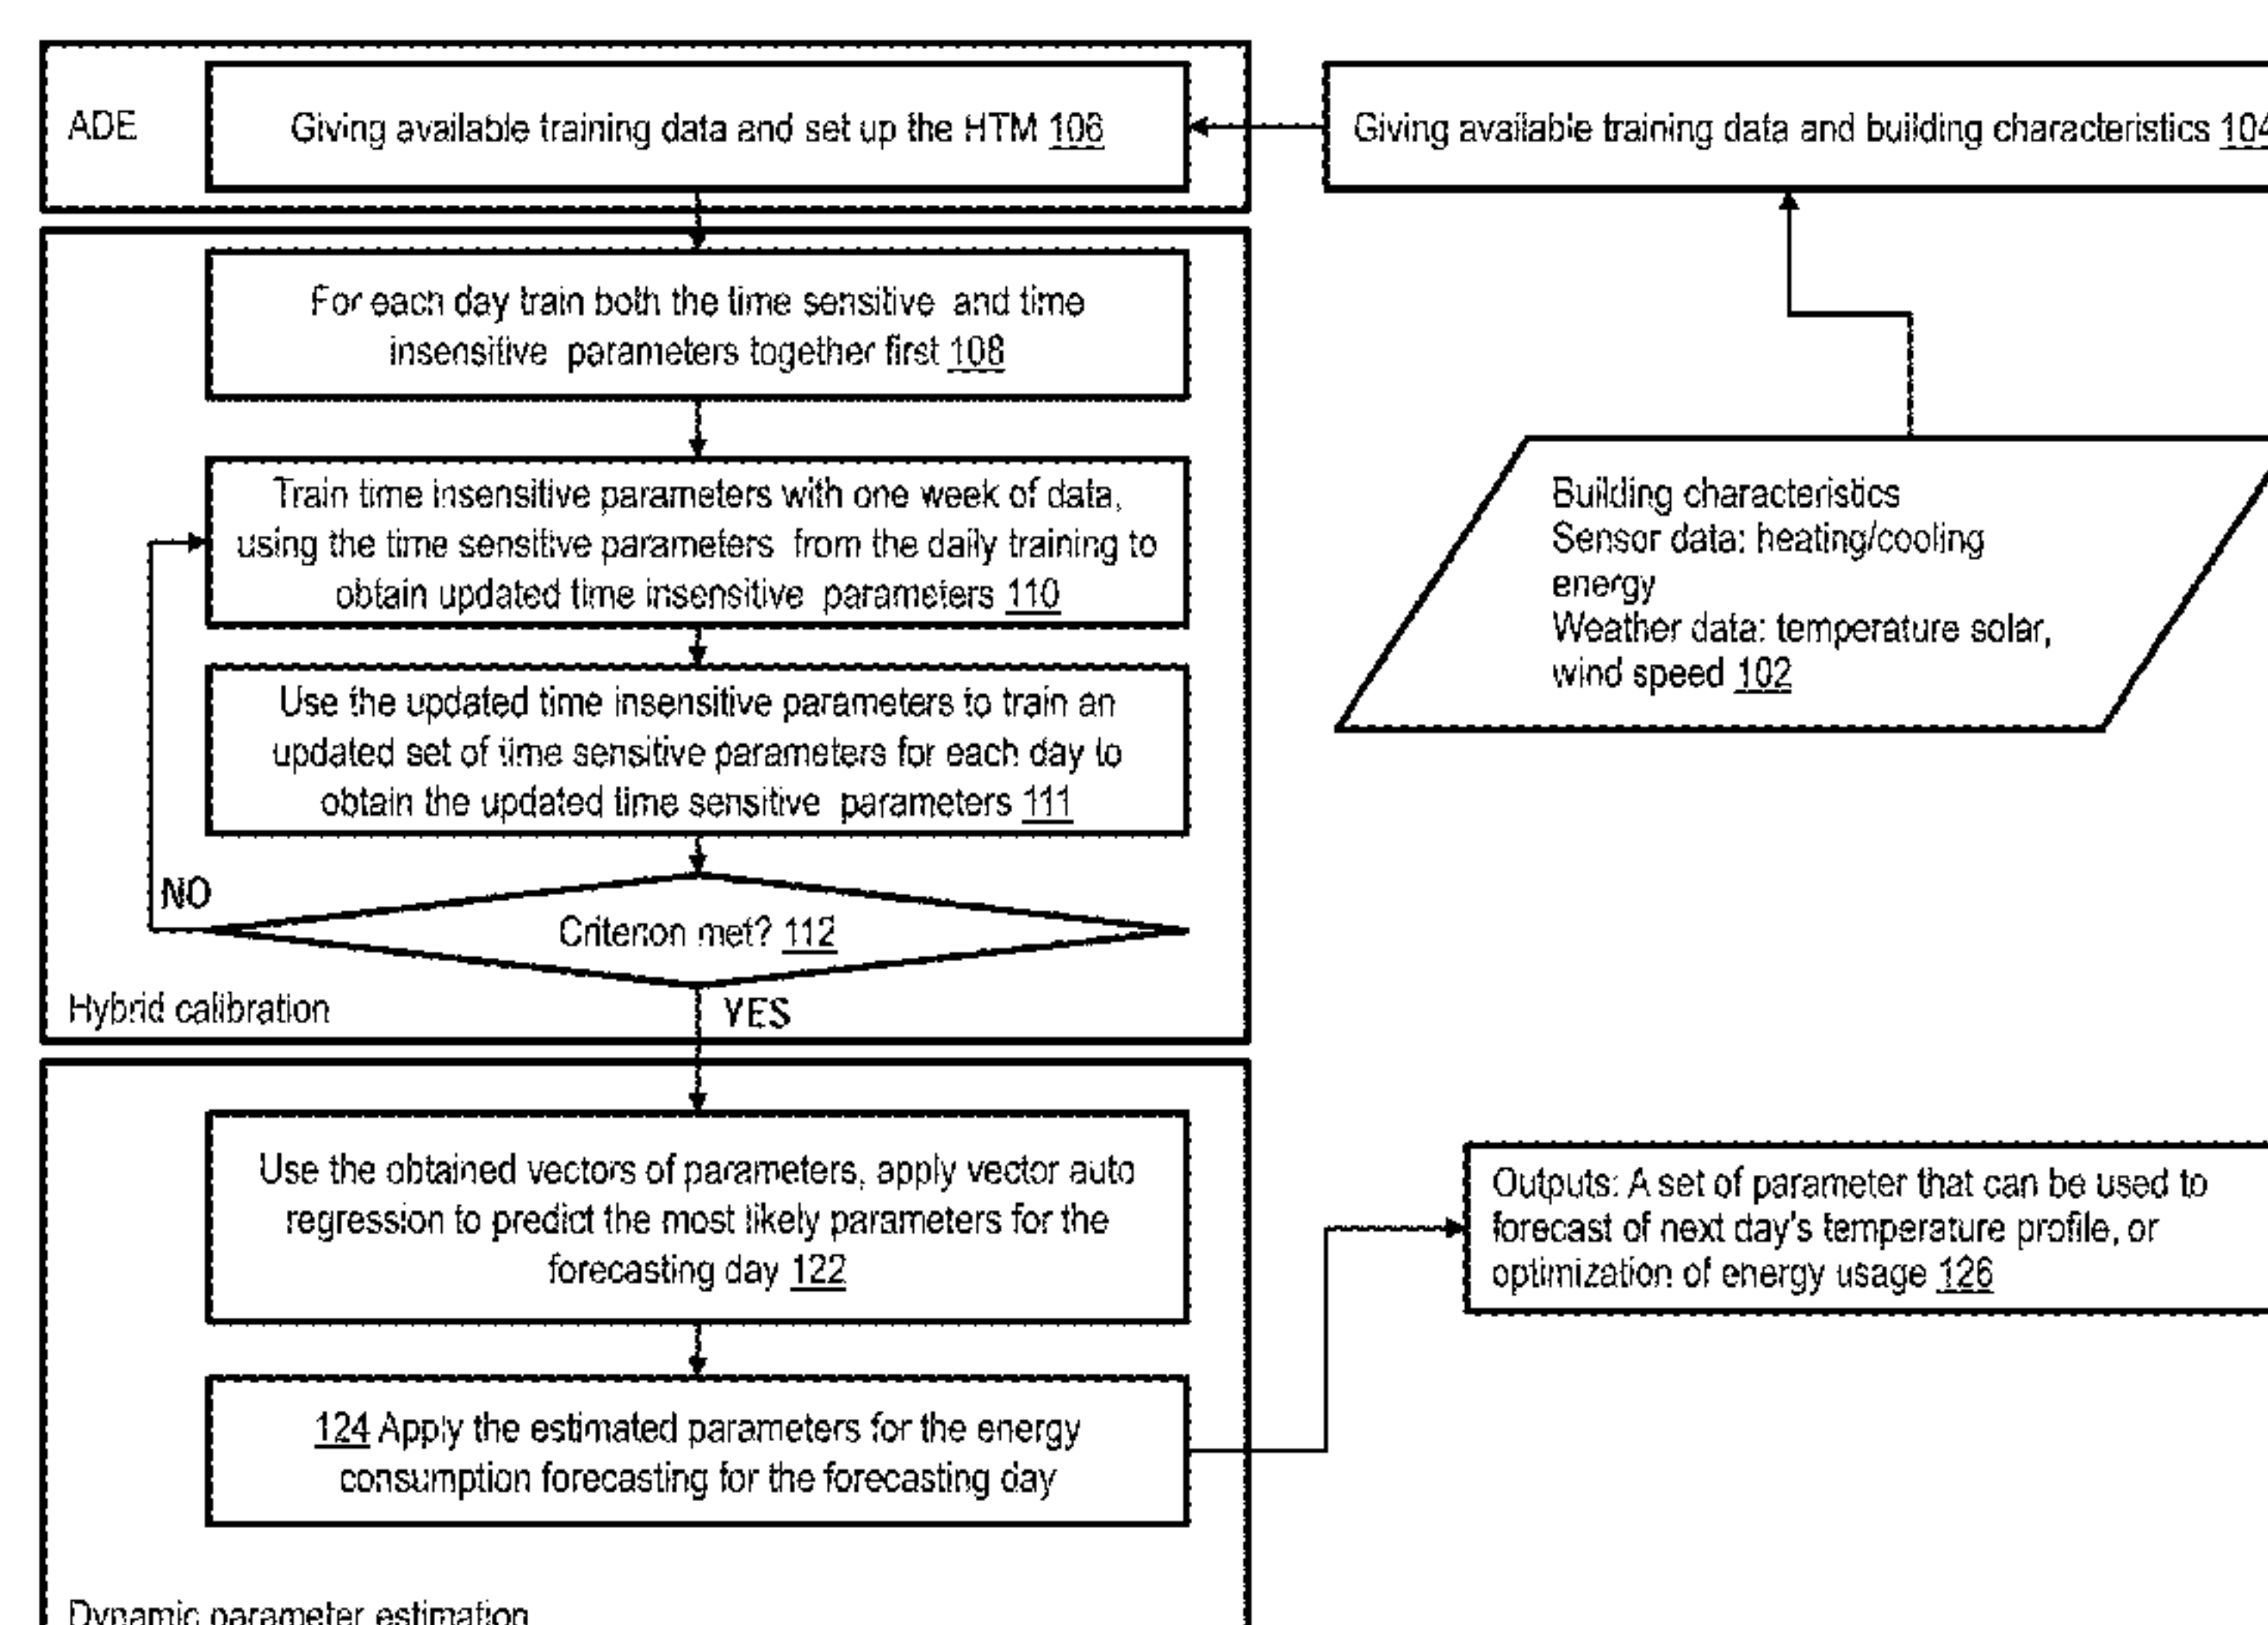 ADE
Giving available training data and set up the HTM 106
Giving available training data and building characteristics 104
For each day train both the time sensitive and time
insensitive parameters together first 108
Train time insensitive parameters with one week of data,
using the time sensitive parameters from the daily training to
obtain updated time insensitive parameters 110
Building characteristics
Sensor data: heating/cooling
energy
Weather data: temperature solar,
wind speed 102
Use the updated time insensitive parameters to train an
updated set of time sensitive parameters for each day to
obtain the updated time sensitive parameters 111
NO
Criterion met? 112
Hybrid calibration
YES
Use the obtained vectors of parameters, apply vector auto
regression to predict the most likely parameters for the
forecasting day 122
Outputs: A set of parameter that can be used to
forecast of next day's temperature profile, or
optimization of energy usage 126
124 Apply the estimated parameters for the energy
consumption forecasting for the forecasting day
Dynamic parameter estimation